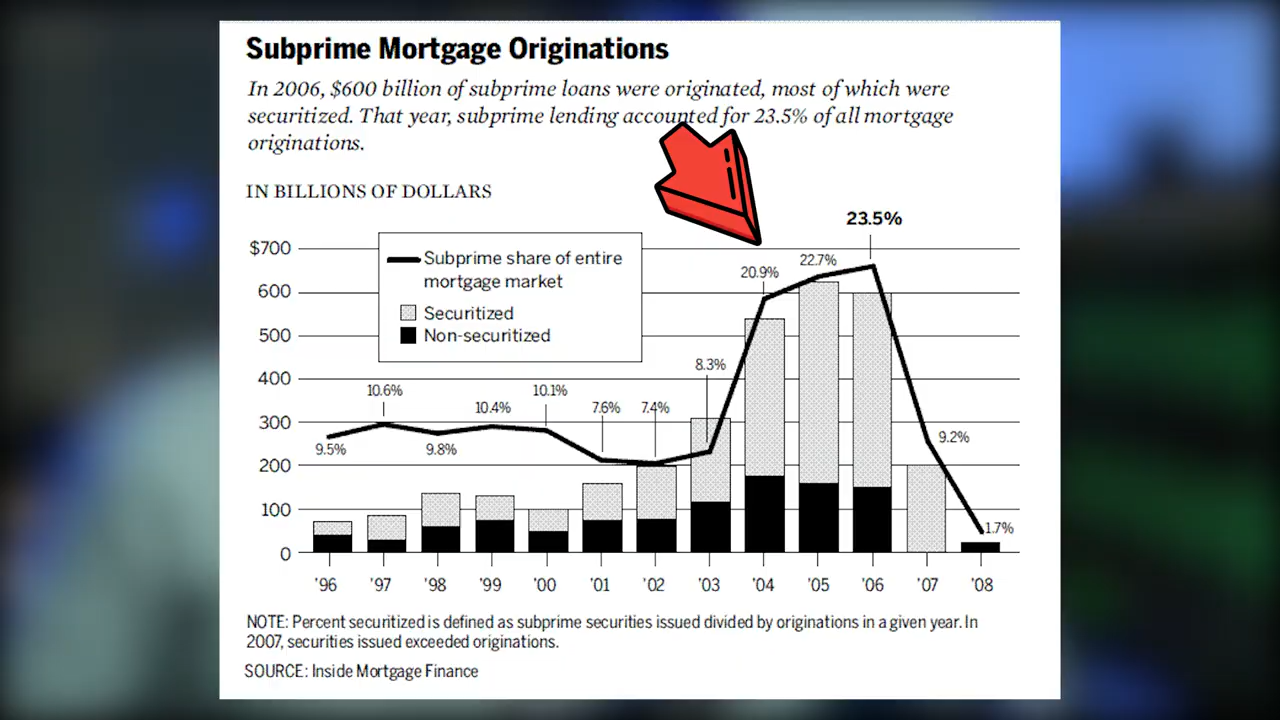 Subprime Mortgage Originations
In 2006, $600 billion of subprime loans were originated, most of which were
securitized. That year, subprime lending accounted for 23.5% of all mortgage
originations.
IN BILLIONS OF DOLLARS
23.5%
$700
600
500
400
300
200
100
0
Subprime share of entire
mortgage market
Securitized
Non-securitized
9.5%
10.6%
9.8%
10.4%
10.1%
7.6%
7.4%
8.3%
20.9%
22.7%
9.2%
1.7%
'96 '97 '98 '99 '00 '01 '02 '03 '04 '05 '06 '07 '08
NOTE: Percent securitized is defined as subprime securities issued divided by originations in a given year. In
2007, securities issued exceeded originations.
SOURCE: Inside Mortgage Finance